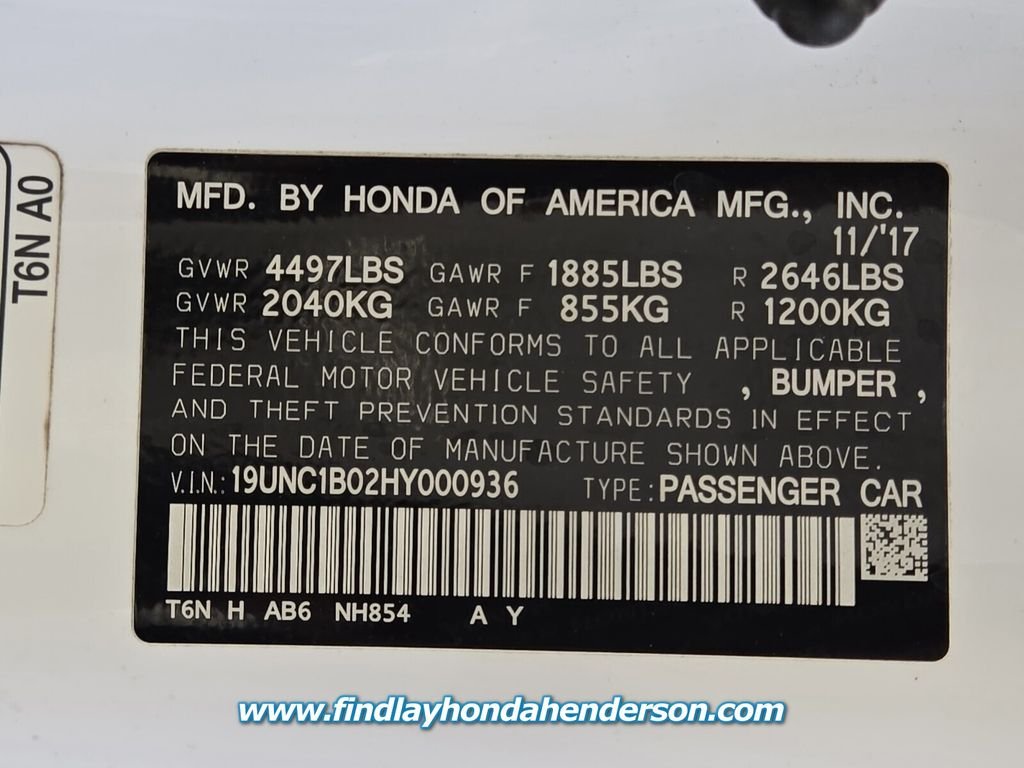 T6N A0
MFD. BY HONDA OF AMERICA MFG., INC.
11/'17
GVWR 4497LBS GAWR F 1885LBS R 2646LBS
GVWR 2040KG GAWR F 855KG R 1200KG
THIS VEHICLE CONFORMS TO ALL APPLICABLE
FEDERAL MOTOR VEHICLE SAFETY , BUMPER ,
AND THEFT PREVENTION STANDARDS IN EFFECT
ON THE DATE OF MANUFACTURE SHOWN ABOVE.
V.I.N.: 19UNC1B02HY000936 TYPE: PASSENGER CAR
T6N H AB6 NH854 A Y
www.findlayhondahenderson.com